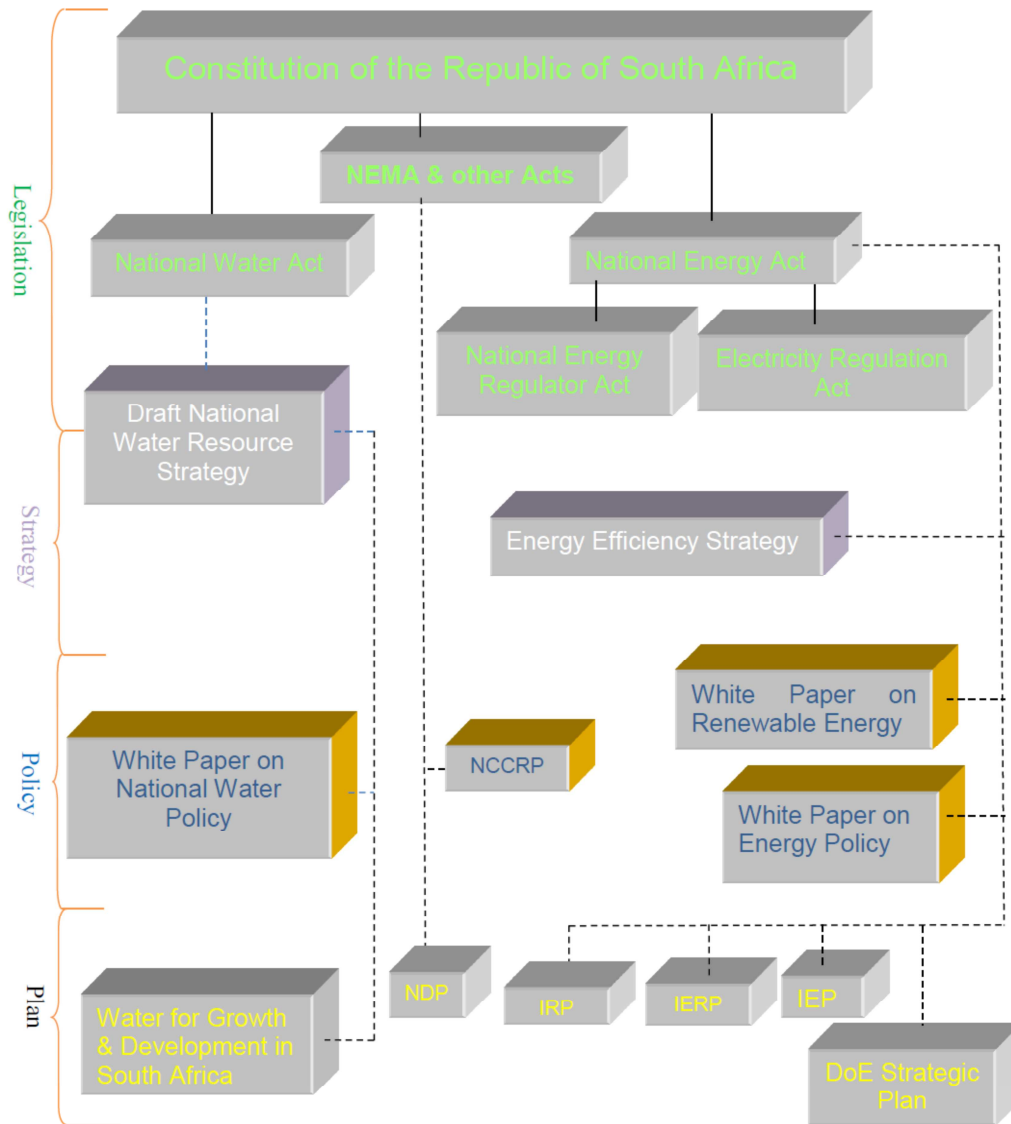 Constitution of the Republic of South Africa
NEMA & other Acts
Legislation
National Water Act
National Energy Act
National Energy
Regulator Act
Electricity Regulation
Act
Draft National
Water Resource
Strategy
Strategy
Energy Efficiency Strategy
White Paper on
Renewable Energy
Policy
White Paper on
National Water
Policy
NCCRP
White Paper on
Energy Policy
Plan
NDP
IRP
IERP
IEP
Water for Growth
& Development in
South Africa
DoE Strategic
Plan